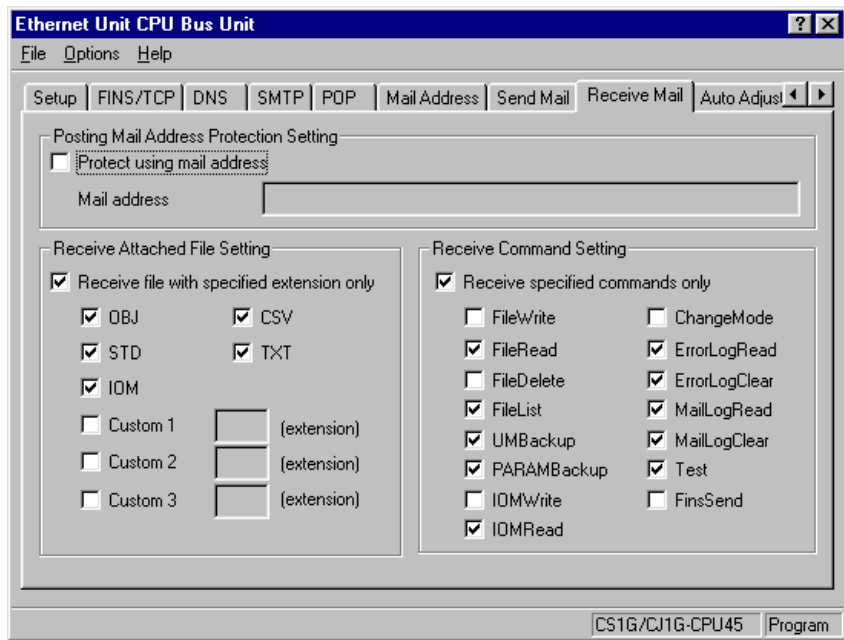 Ethernet Unit CPU Bus Unit
File Options Help
Setup FINS/TCP DNS SMTP POP Mail Address Send Mail Receive Mail Auto Adjust
Posting Mail Address Protection Setting
Protect using mail address
Mail address
Receive Attached File Setting
Receive file with specified extension only
OBJ CSV
STD TXT
IOM
Custom 1 (extension)
Custom 2 (extension)
Custom 3 (extension)
Receive Command Setting
Receive specified commands only
FileWrite ChangeMode
FileRead ErrorLogRead
FileDelete ErrorLogClear
FileList MailLogRead
UMBackup MailLogClear
PARAMBackup Test
IOMWrite FinsSend
IOMRead
CS1G/CJ1G-CPU45 Program